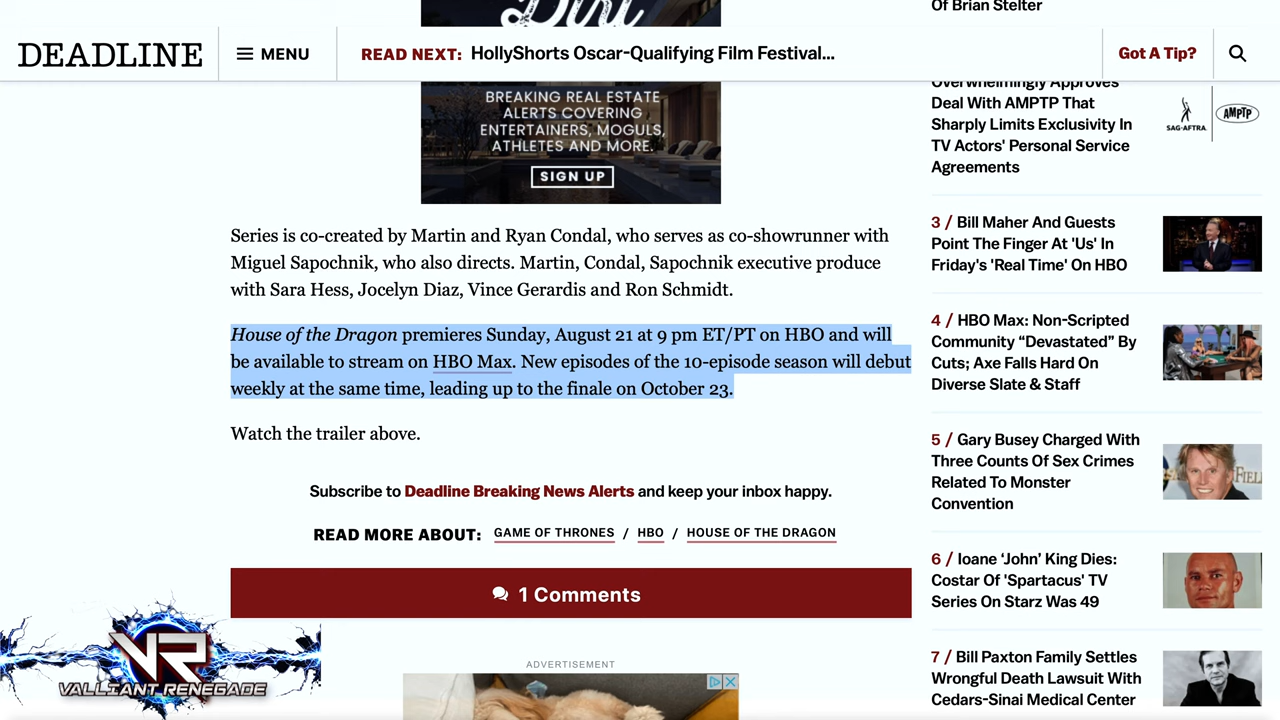 Dirt
Of Brian Stelter
DEADLINE
MENU
READ NEXT: HollyShorts Oscar-Qualifying Film Festival...
Got A Tip?
BREAKING REAL ESTATE
ALERTS COVERING
ENTERTAINERS, MOGULS,
ATHLETES AND MORE.
SIGN UP
Series is co-created by Martin and Ryan Condal, who serves as co-showrunner with
Miguel Sapochnik, who also directs. Martin, Condal, Sapochnik executive produce
with Sara Hess, Jocelyn Diaz, Vince Gerardis and Ron Schmidt.
House of the Dragon premieres Sunday, August 21 at 9 pm ET/PT on HBO and will
be available to stream on HBO Max. New episodes of the 10-episode season will debut
weekly at the same time, leading up to the finale on October 23.
Watch the trailer above.
Subscribe to Deadline Breaking News Alerts and keep your inbox happy.
READ MORE ABOUT: GAME OF THRONES / HBO / HOUSE OF THE DRAGON
1 Comments
ADVERTISEMENT
Overwhelmingly Approves
Deal With AMPTP That
Sharply Limits Exclusivity In
TV Actors' Personal Service
Agreements
SAG-AFTRA
AMPTP
3 / Bill Maher And Guests
Point The Finger At 'Us' In
Friday's 'Real Time' On HBO
4 / HBO Max: Non-Scripted
Community “Devastated” By
Cuts; Axe Falls Hard On
Diverse Slate & Staff
5 / Gary Busey Charged With
Three Counts Of Sex Crimes
Related To Monster
Convention
6 / Ioane ‘John’ King Dies:
Costar Of 'Spartacus' TV
Series On Starz Was 49
7 / Bill Paxton Family Settles
Wrongful Death Lawsuit With
Cedars-Sinai Medical Center
VR
VALLIANT RENEGADE